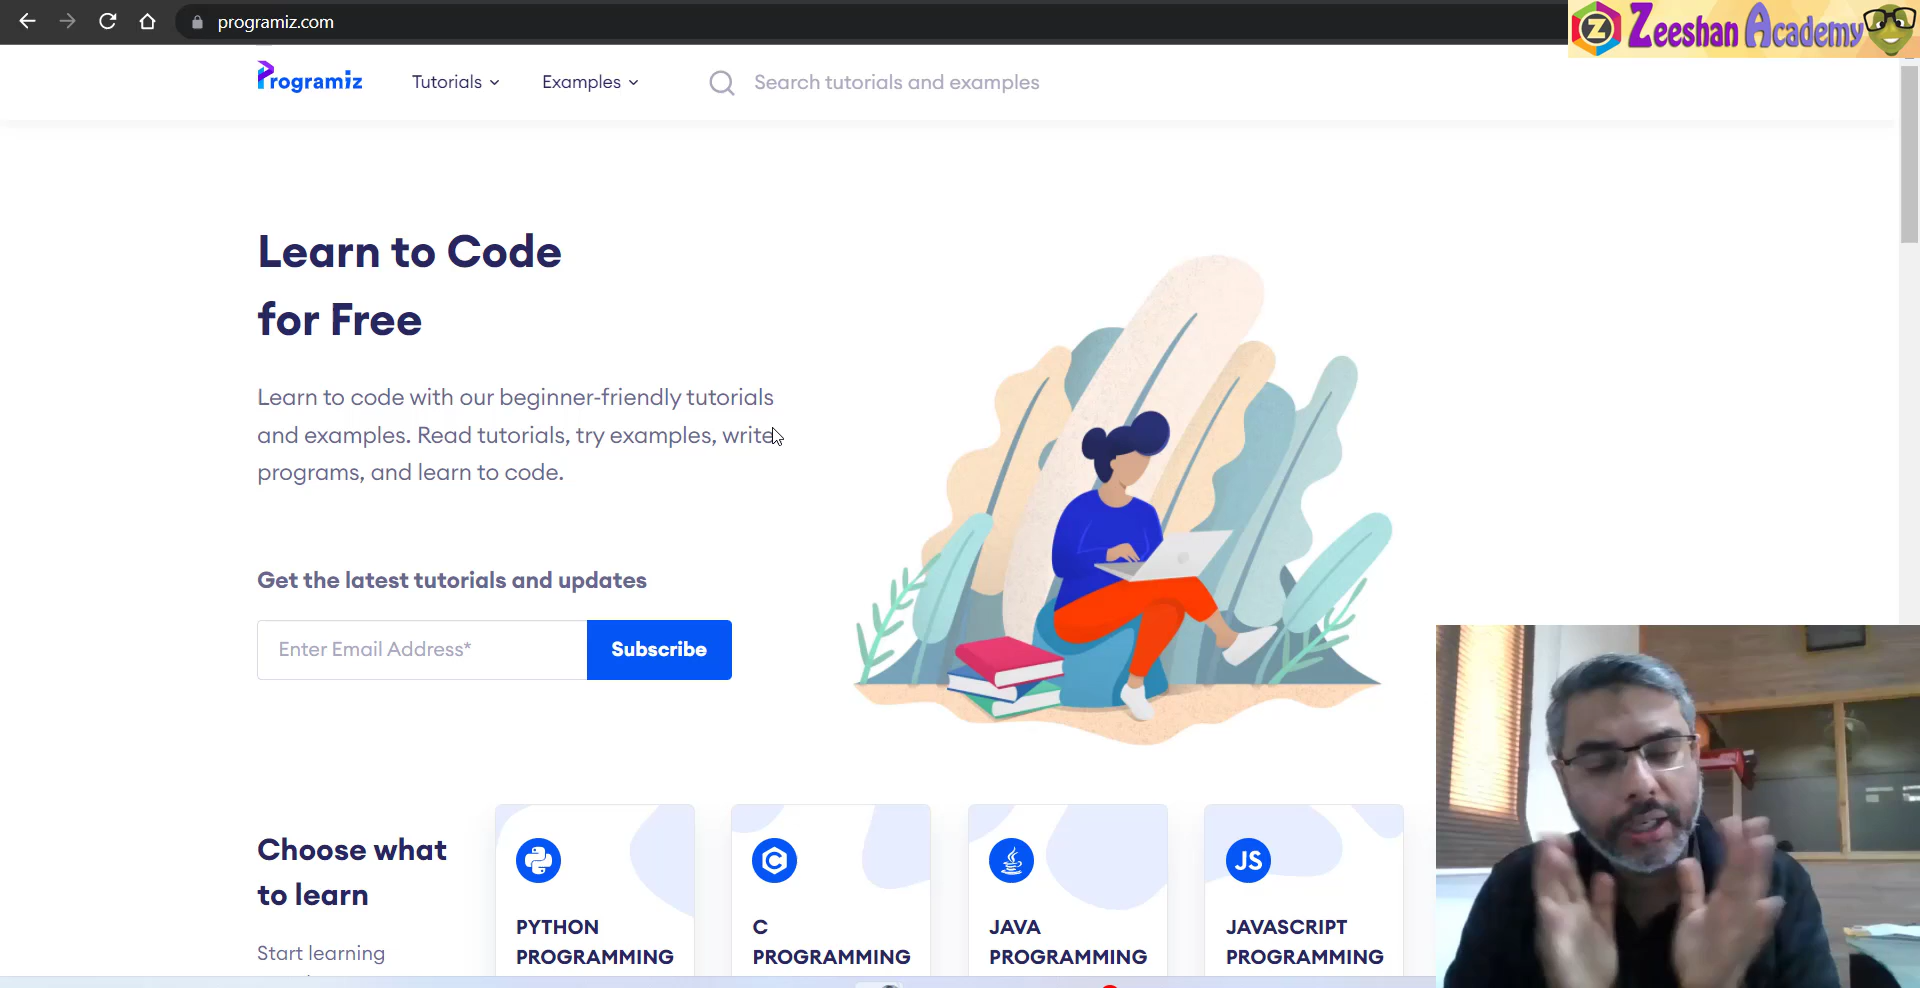 programiz.com
Zeeshan Academy
Programiz
Tutorials
Examples
Search tutorials and examples
Learn to Code
for Free
Learn to code with our beginner-friendly tutorials
and examples. Read tutorials, try examples, write
programs, and learn to code.
Get the latest tutorials and updates
Enter Email Address*
Subscribe
Choose what
to learn
Start learning
C
JS
PYTHON
PROGRAMMING
C
PROGRAMMING
JAVA
PROGRAMMING
JAVASCRIPT
PROGRAMMING